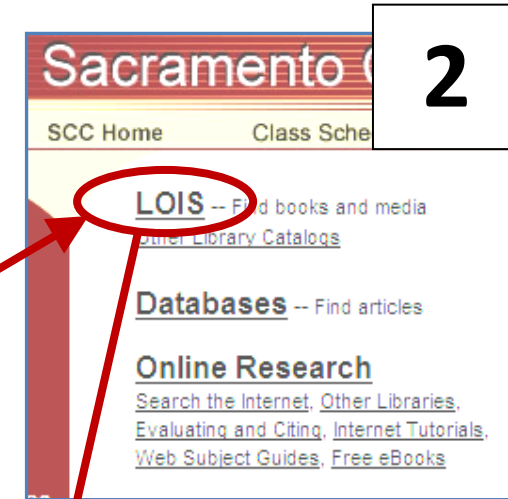 Sacramento
2
SCC Home Class Sche
LOIS -- Find books and media
Other Library Catalogs
Databases -- Find articles
Online Research
Search the Internet, Other Libraries,
Evaluating and Citing, Internet Tutorials,
Web Subject Guides, Free eBooks